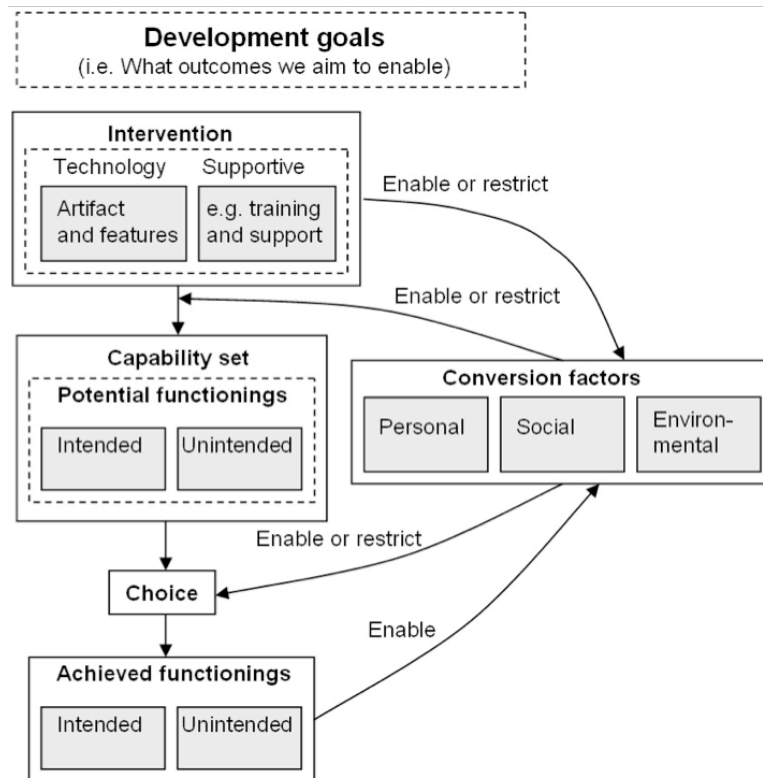 Development goals
(i.e. What outcomes we aim to enable)
Intervention
Technology
Supportive
Artifact
and features
e.g. training
and support
Enable or restrict
Enable or restrict
Capability set
Potential functionings
Intended
Unintended
Conversion factors
Personal
Social
Environ-
mental
Enable or restrict
Choice
Enable
Achieved functionings
Intended
Unintended